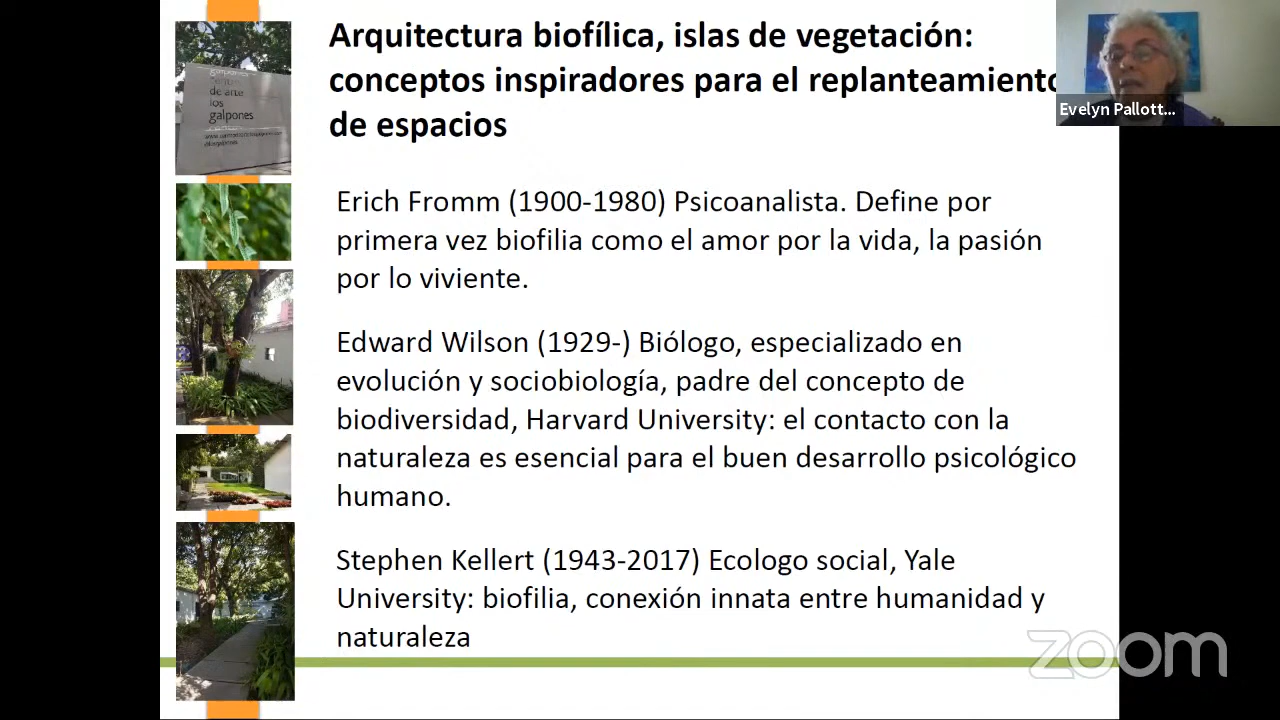 Arquitectura biofílica, islas de vegetación:
conceptos inspiradores para el replanteamiento
de espacios
Evelyn Pallott...
galpones
de arte
los
galpones
Erich Fromm (1900-1980) Psicoanalista. Define por
primera vez biofilia como el amor por la vida, la pasión
por lo viviente.
Edward Wilson (1929-) Biólogo, especializado en
evolución y sociobiología, padre del concepto de
biodiversidad, Harvard University: el contacto con la
naturaleza es esencial para el buen desarrollo psicológico
humano.
Stephen Kellert (1943-2017) Ecologo social, Yale
University: biofilia, conexión innata entre humanidad y
naturaleza
zoom